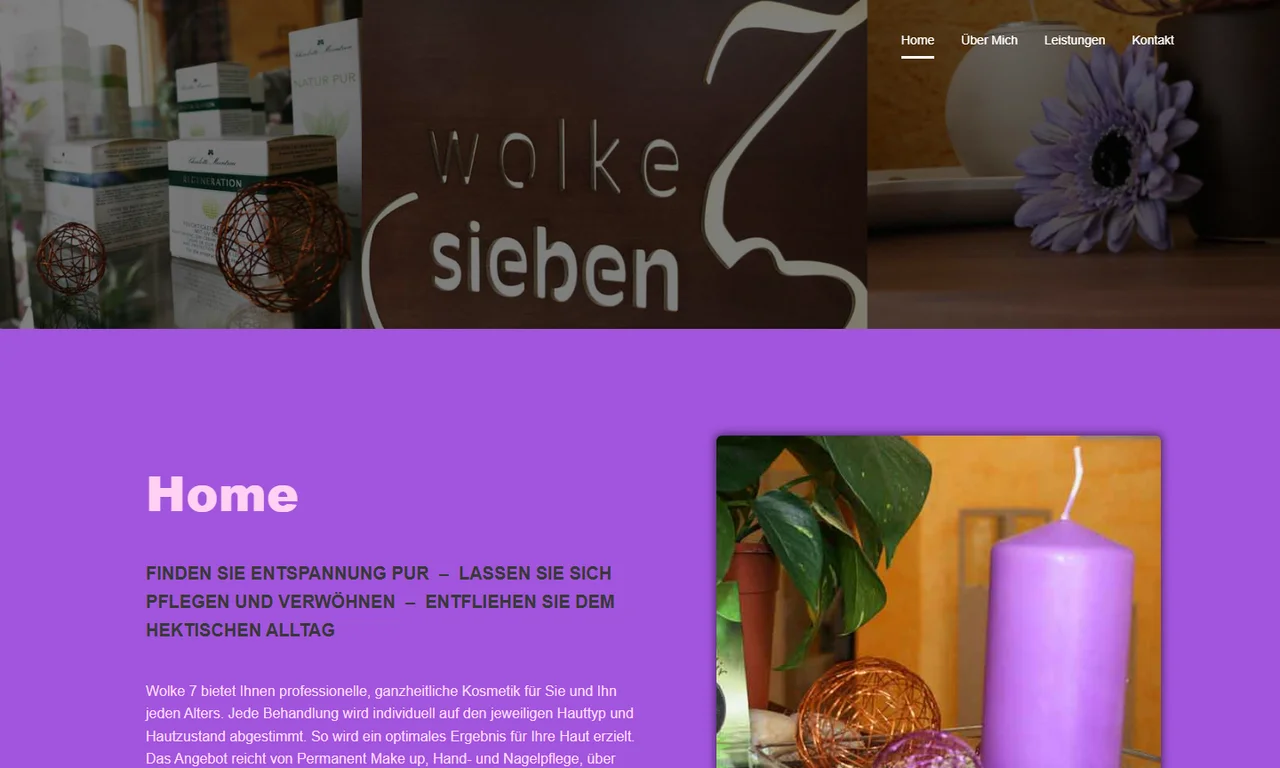 Home Über Mich Leistungen Kontakt
NATUR PUR
REGENERATION
wolke
sieben
7
Home
FINDEN SIE ENTSPANNUNG PUR – LASSEN SIE SICH
PFLEGEN UND VERWÖHNEN – ENTFLIEHEN SIE DEM
HEKTISCHEN ALLTAG
Wolke 7 bietet Ihnen professionelle, ganzheitliche Kosmetik für Sie und Ihn
jeden Alters. Jede Behandlung wird individuell auf den jeweiligen Hauttyp und
Hautzustand abgestimmt. So wird ein optimales Ergebnis für Ihre Haut erzielt.
Das Angebot reicht von Permanent Make up, Hand- und Nagelpflege, über